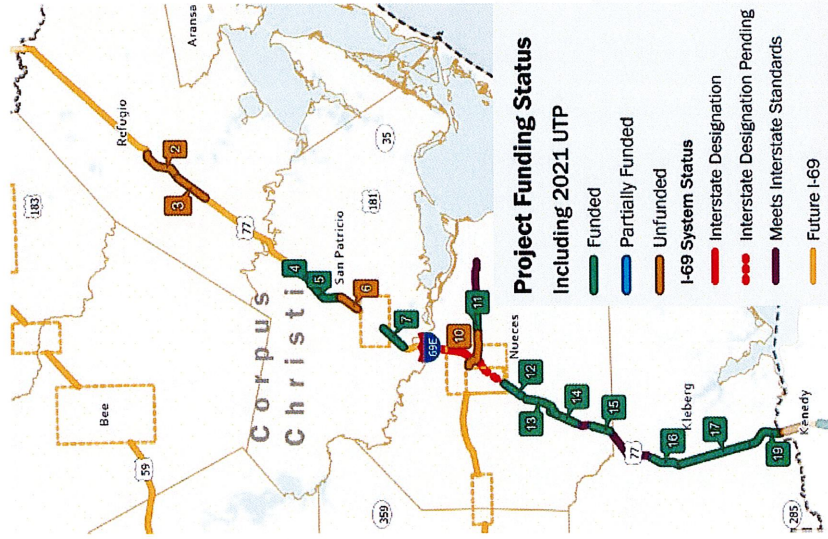 183
Refugio
Aransa
2
3
77
35
4
5
San Patricio
181
6
Corpus
Christi
Bee
59
7
69E
10
11
Nueces
12
13
14
15
359
77
Kleberg
16
17
19
Kenedy
285
Project Funding Status
Including 2021 UTP
Funded
Partially Funded
Unfunded
I-69 System Status
Interstate Designation
Interstate Designation Pending
Meets Interstate Standards
Future I-69